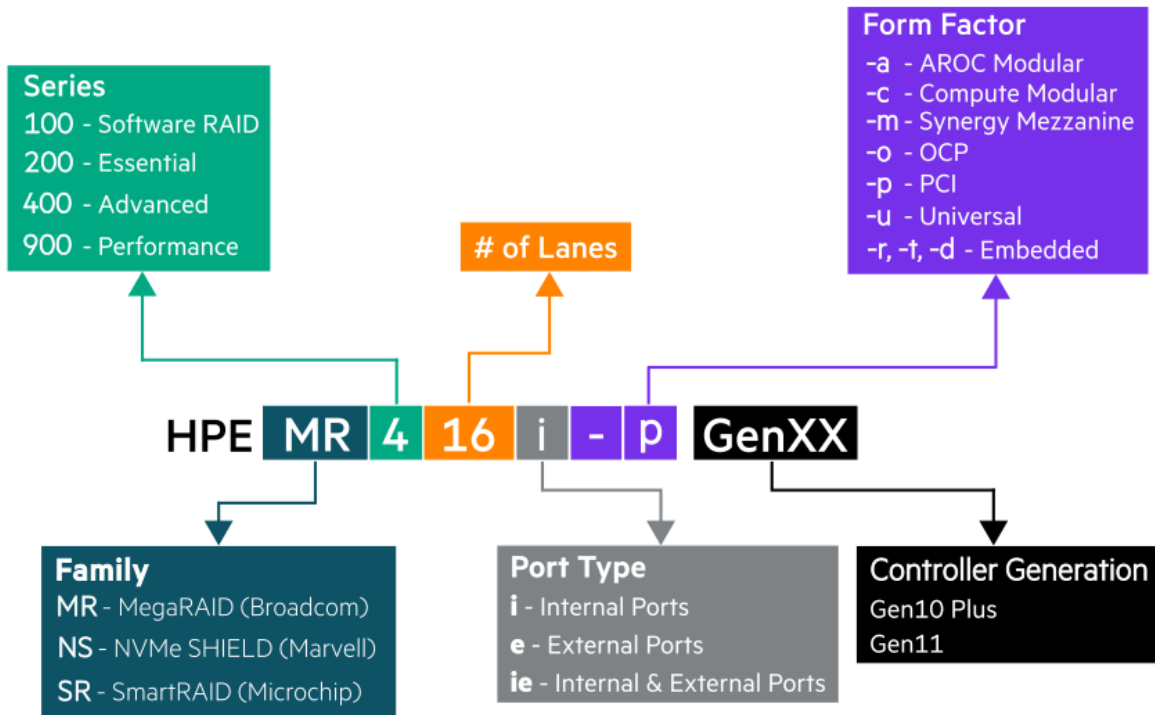 Series
100 - Software RAID
200 - Essential
400 - Advanced
900 - Performance
# of Lanes
Form Factor
-a - AROC Modular
-c - Compute Modular
-m - Synergy Mezzanine
-o - OCP
-p - PCI
-u - Universal
-r, -t, -d - Embedded
HPE MR 4 16 i - p GenXX
Family
MR - MegaRAID (Broadcom)
NS - NVMe SHIELD (Marvell)
SR - SmartRAID (Microchip)
Port Type
i - Internal Ports
e - External Ports
ie - Internal & External Ports
Controller Generation
Gen10 Plus
Gen11